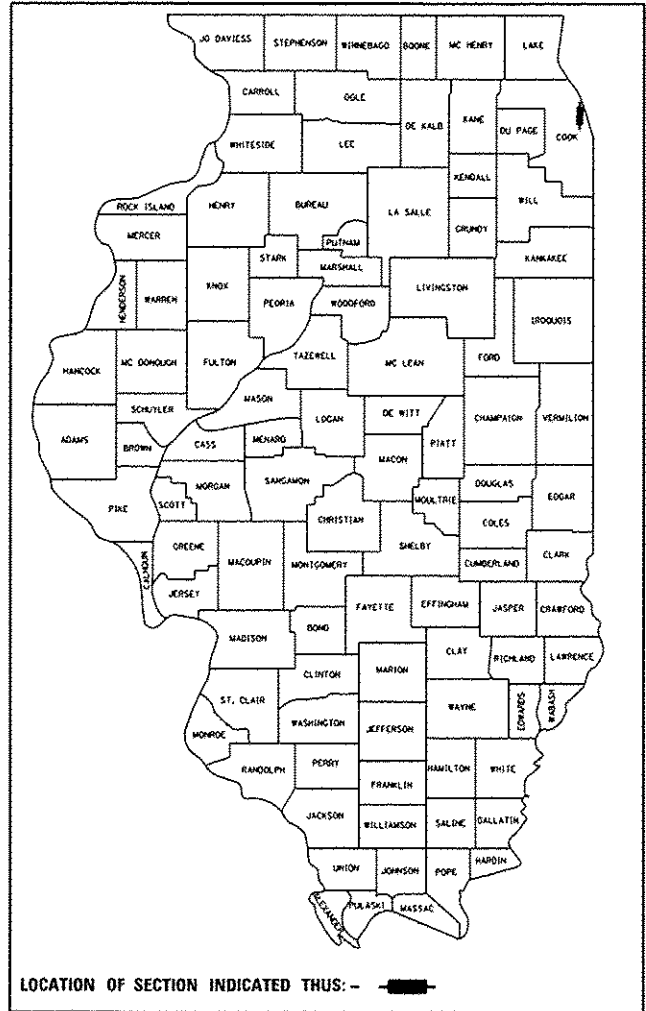 JO DAVIESS STEPHENSON WINNEBAGO BOONE MC HENRY LAKE
CARROLL OGLE DE KALB KANE DU PAGE COOK
WHITESIDE LEE
KENDALL WILL
ROCK ISLAND HENRY BUREAU LA SALLE GRUNDY
MERCER PUTNAM
STARK MARSHALL KANKAKEE
HENDERSON WARREN KNOX PEORIA WOODFORD LIVINGSTON
IROQUOIS
HANCOCK MC DONOUGH FULTON TAZEWELL MC LEAN FORD
MASON
SCHUYLER LOGAN DE WITT CHAMPAIGN VERMILION
ADAMS BROWN CASS MENARD PIATT
MACON
MORGAN SANGAMON DOUGLAS
PIKE SCOTT MOULTRIE EDGAR
CHRISTIAN COLES
GREENE SHELBY
CALHOUN MACOUPIN MONTGOMERY CUMBERLAND CLARK
JERSEY
FAYETTE EFFINGHAM JASPER CRAWFORD
MADISON BOND
CLAY
CLINTON MARION RICHLAND LAWRENCE
ST. CLAIR WAYNE EDWARDS WABASH
WASHINGTON JEFFERSON
MONROE
RANDOLPH PERRY HAMILTON WHITE
FRANKLIN
JACKSON WILLIAMSON SALINE GALLATIN
UNION JOHNSON POPE HARDIN
ALEXANDER PULASKI MASSAC
LOCATION OF SECTION INDICATED THUS: -